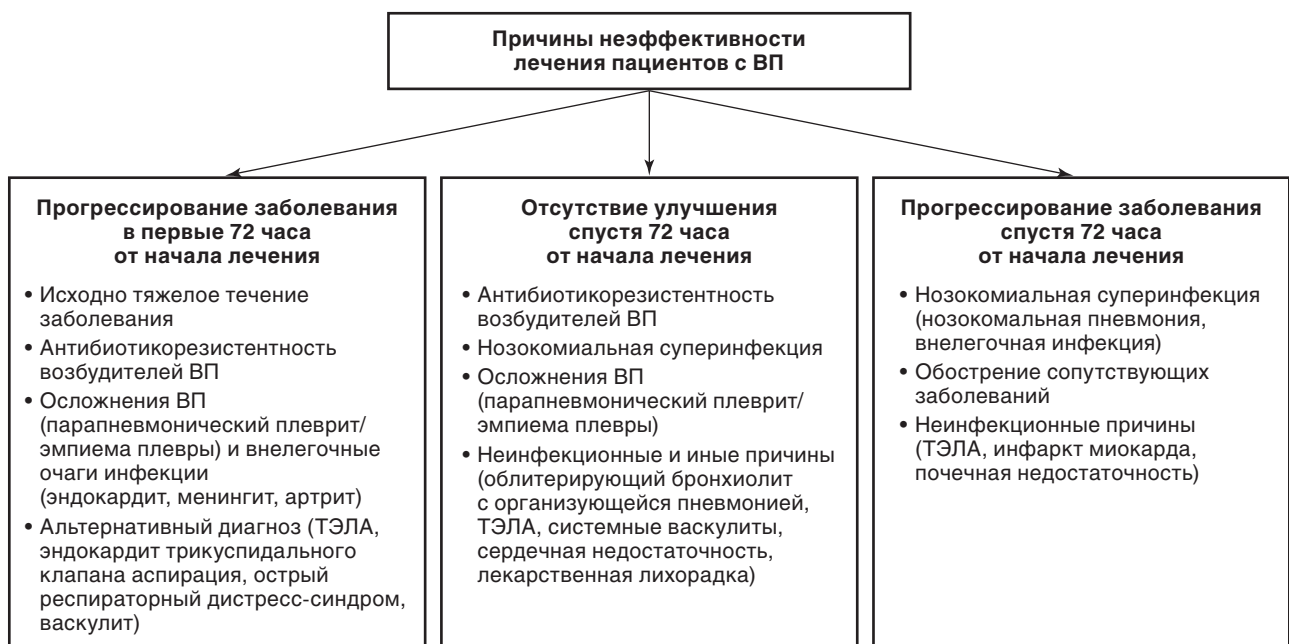 Причины неэффективности
лечения пациентов с ВП
Прогрессирование заболевания
в первые 72 часа
от начала лечения
• Исходно тяжелое течение
заболевания
• Антибиотикорезистентность
возбудителей ВП
• Осложнения ВП
(парапневмонический плеврит/
эмпиема плевры) и внелегочные
очаги инфекции
(эндокардит, менингит, артрит)
• Альтернативный диагноз (ТЭЛА,
эндокардит трикуспидального
клапана аспирация, острый
респираторный дистресс-синдром,
васкулит)
Отсутствие улучшения
спустя 72 часа
от начала лечения
• Антибиотикорезистентность
возбудителей ВП
• Нозокомиальная суперинфекция
• Осложнения ВП
(парапневмонический плеврит/
эмпиема плевры)
• Неинфекционные и иные причины
(облитерирующий бронхиолит
с организующейся пневмонией,
ТЭЛА, системные васкулиты,
сердечная недостаточность,
лекарственная лихорадка)
Прогрессирование заболевания
спустя 72 часа
от начала лечения
• Нозокомиальная суперинфекция
(нозокомальная пневмония,
внелегочная инфекция)
• Обострение сопутствующих
заболеваний
• Неинфекционные причины
(ТЭЛА, инфаркт миокарда,
почечная недостаточность)